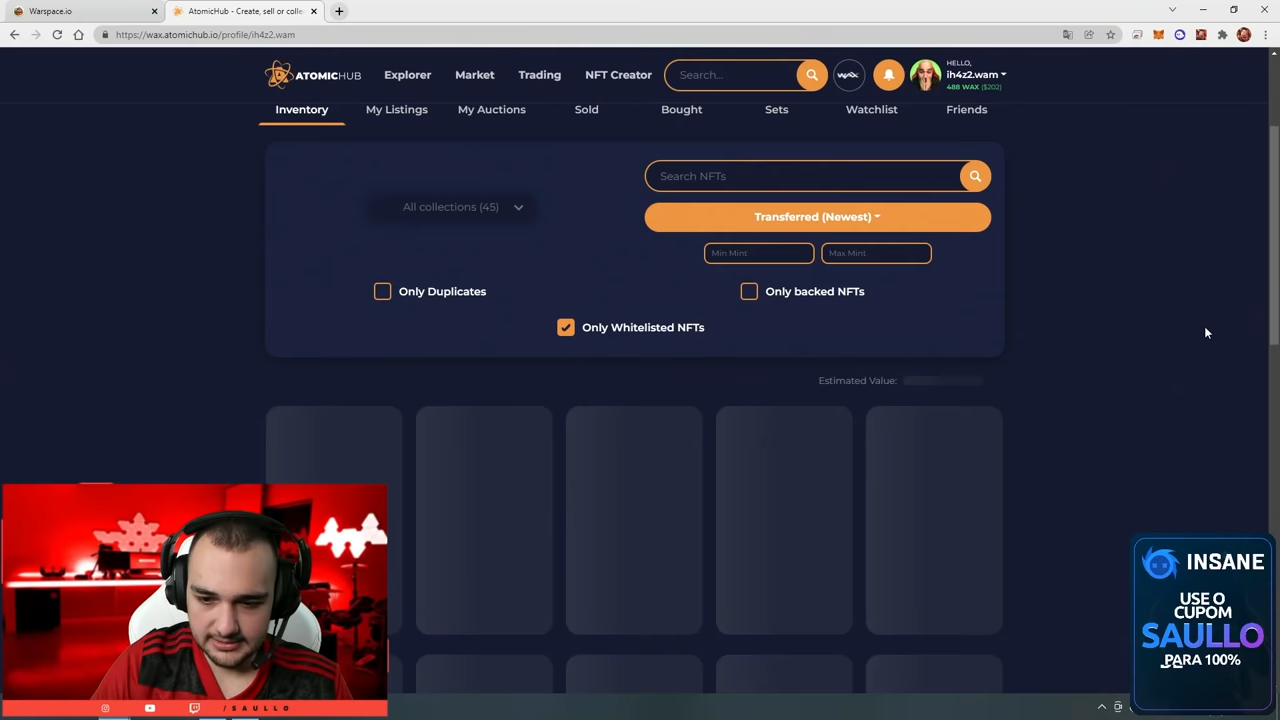 Warspace.io
AtomicHub - Create, sell or colle
https://wax.atomichub.io/profile/ih4z2.wam
ATOMICHUB
Explorer
Market
Trading
NFT Creator
Search...
WAX
HELLO,
ih4z2.wam
488 WAX ($202)
Inventory
My Listings
My Auctions
Sold
Bought
Sets
Watchlist
Friends
All collections (45)
Search NFTs
Transferred (Newest)
Min Mint
Max Mint
Only Duplicates
Only backed NFTs
Only Whitelisted NFTs
Estimated Value:
INSANE
USE O
CUPOM
SAULLO
PARA 100%
/SAULLO